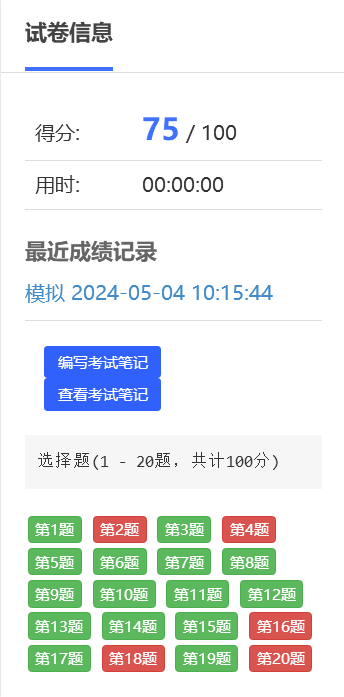 试卷信息
得分: 75 / 100
用时: 00:00:00
最近成绩记录
模拟 2024-05-04 10:15:44
编写考试笔记
查看考试笔记
选择题(1 - 20题，共计100分)
第1题 第2题 第3题 第4题
第5题 第6题 第7题 第8题
第9题 第10题 第11题 第12题
第13题 第14题 第15题 第16题
第17题 第18题 第19题 第20题